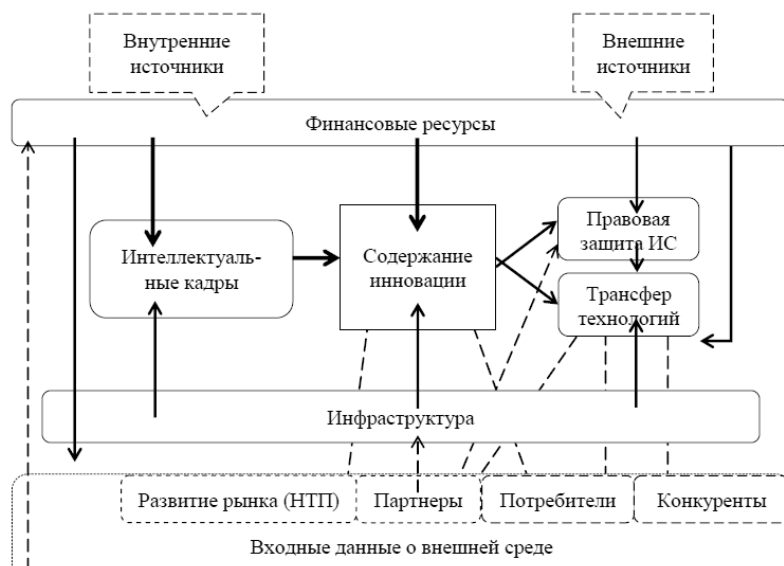 Внутренние
источники
Внешние
источники
Финансовые ресурсы
Интеллектуаль-
ные кадры
Содержание
инновации
Правовая
защита ИС
Трансфер
технологий
Инфраструктура
Развитие рынка (НТП)
Партнеры
Потребители
Конкуренты
Входные данные о внешней среде